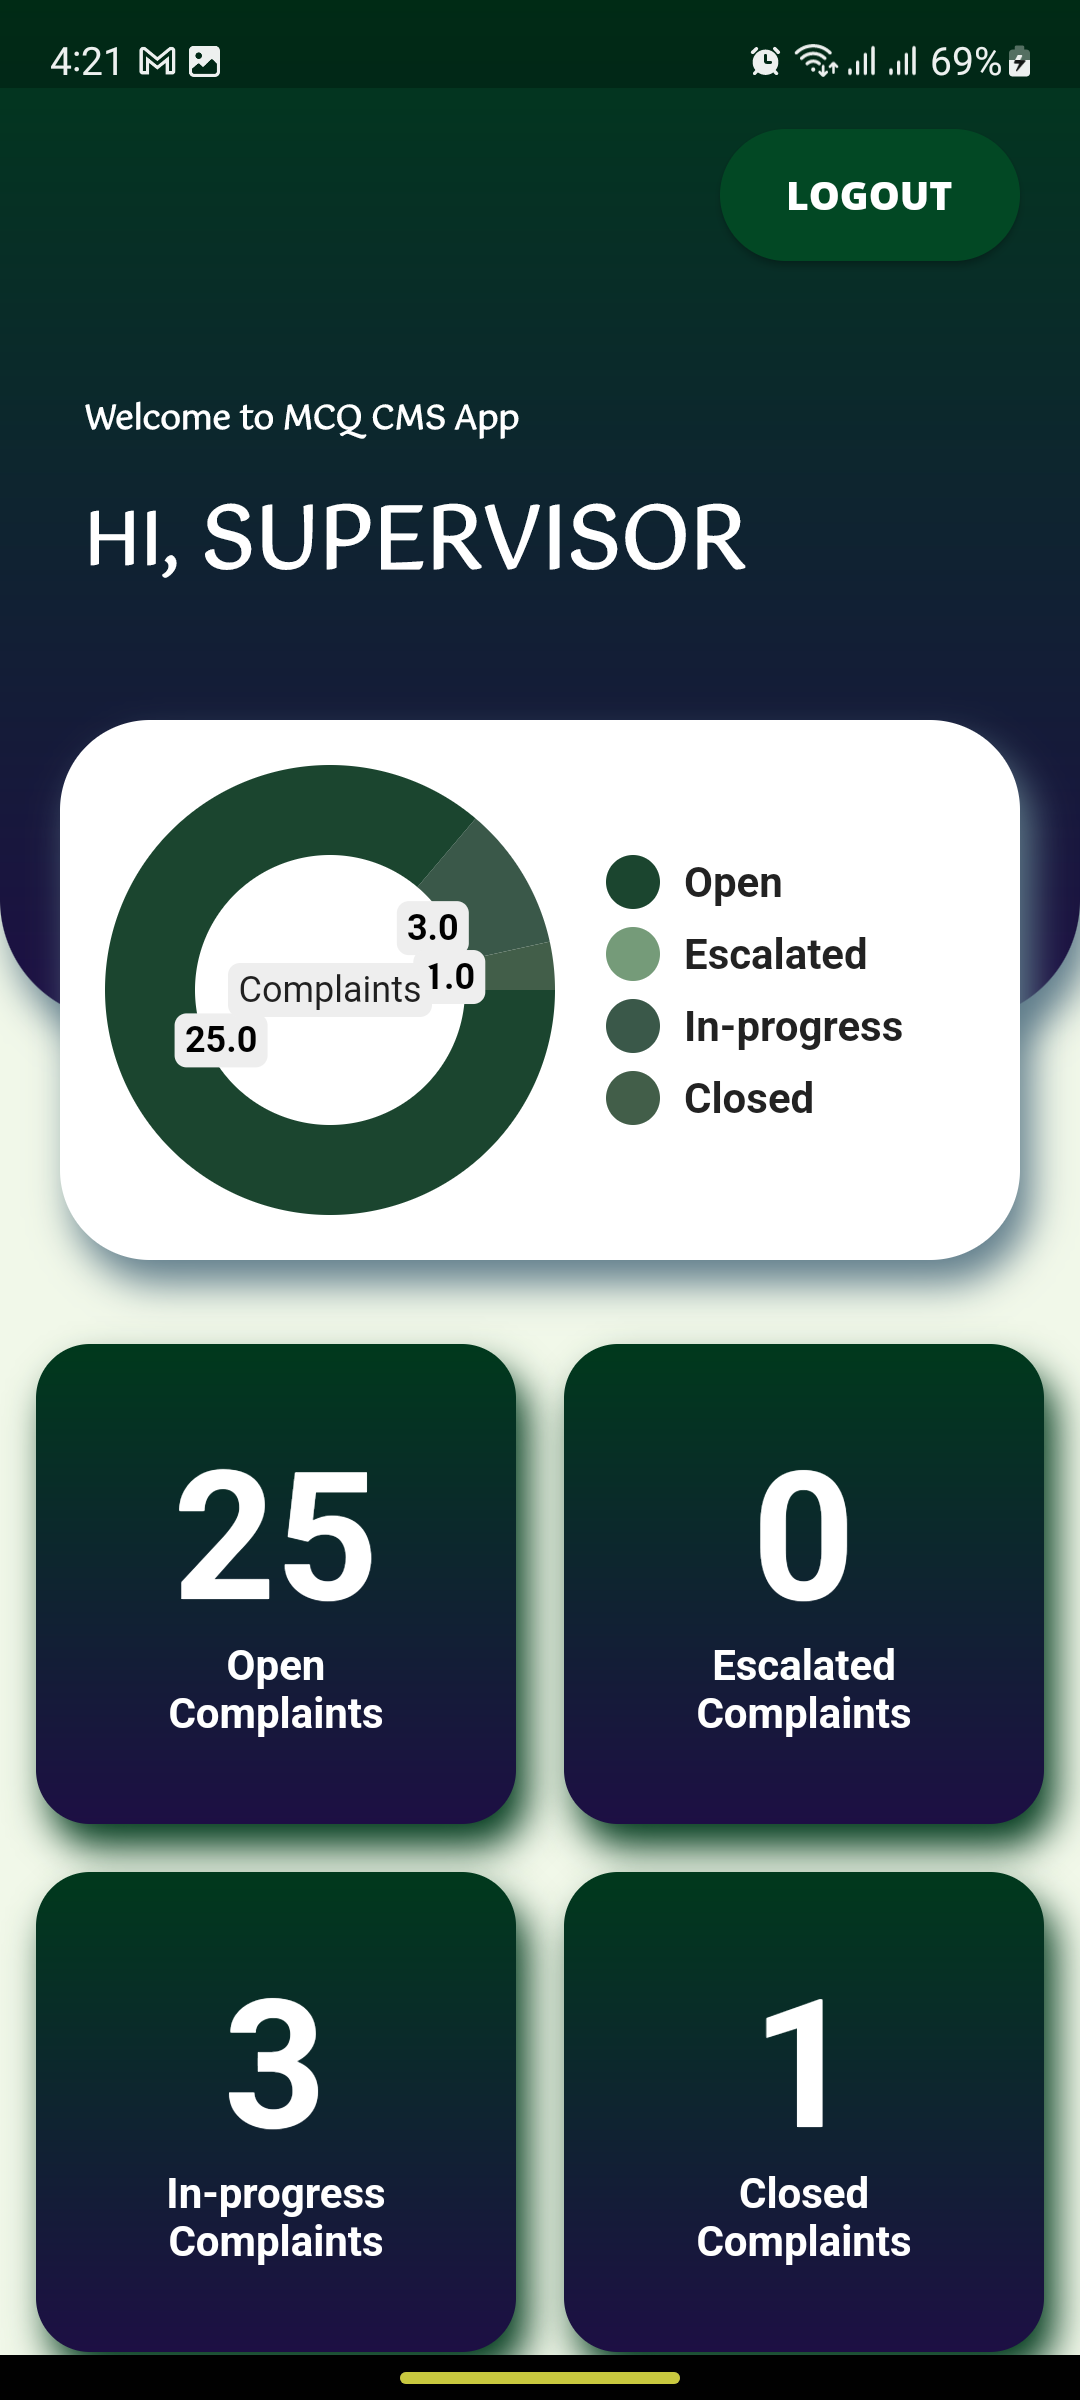 4:21
69%
LOGOUT
Welcome to MCQ CMS App
HI, SUPERVISOR
3.0
1.0
Complaints
25.0
Open
Escalated
In-progress
Closed
25
Open
Complaints
0
Escalated
Complaints
3
In-progress
Complaints
1
Closed
Complaints